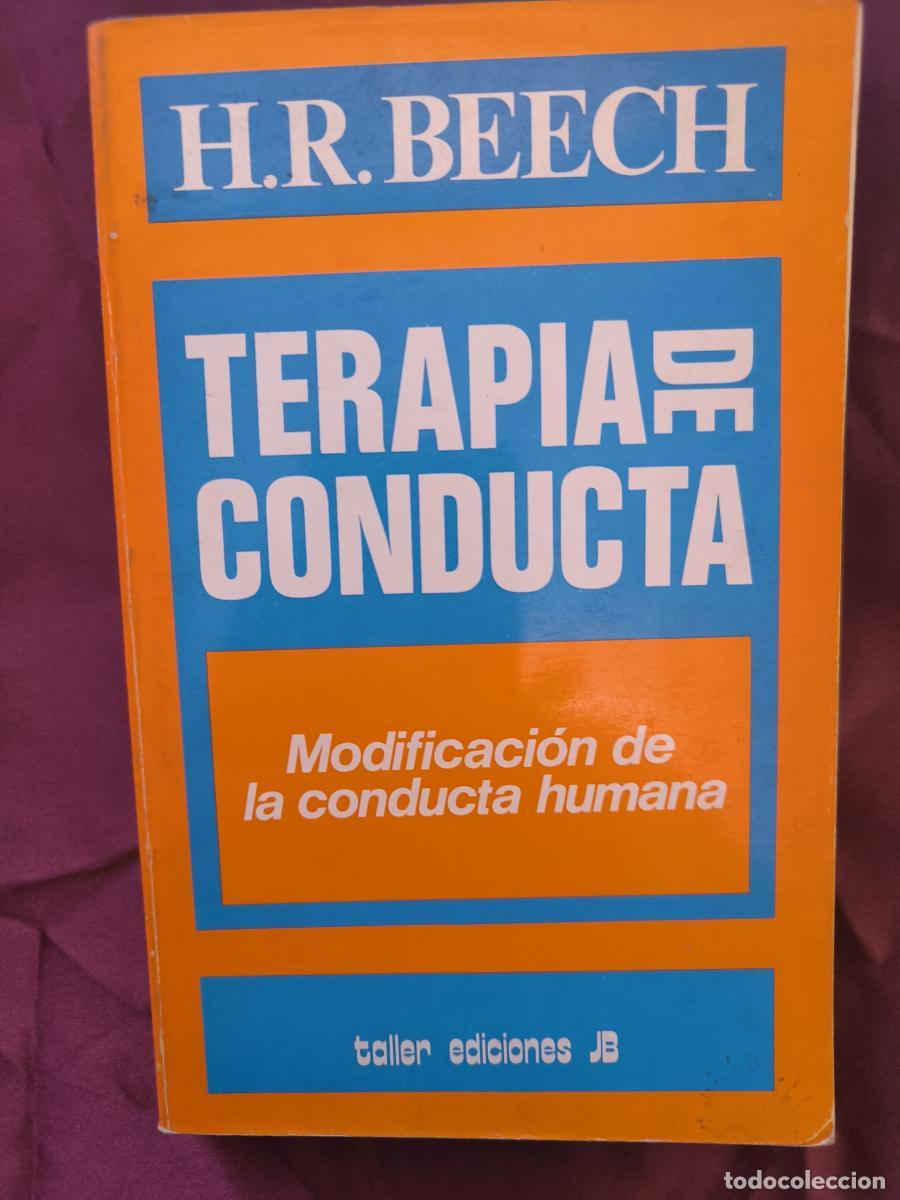 H.R. BEECH
TERAPIA DE
CONDUCTA
Modificación de
la conducta humana
taller ediciones JB
todocoleccion